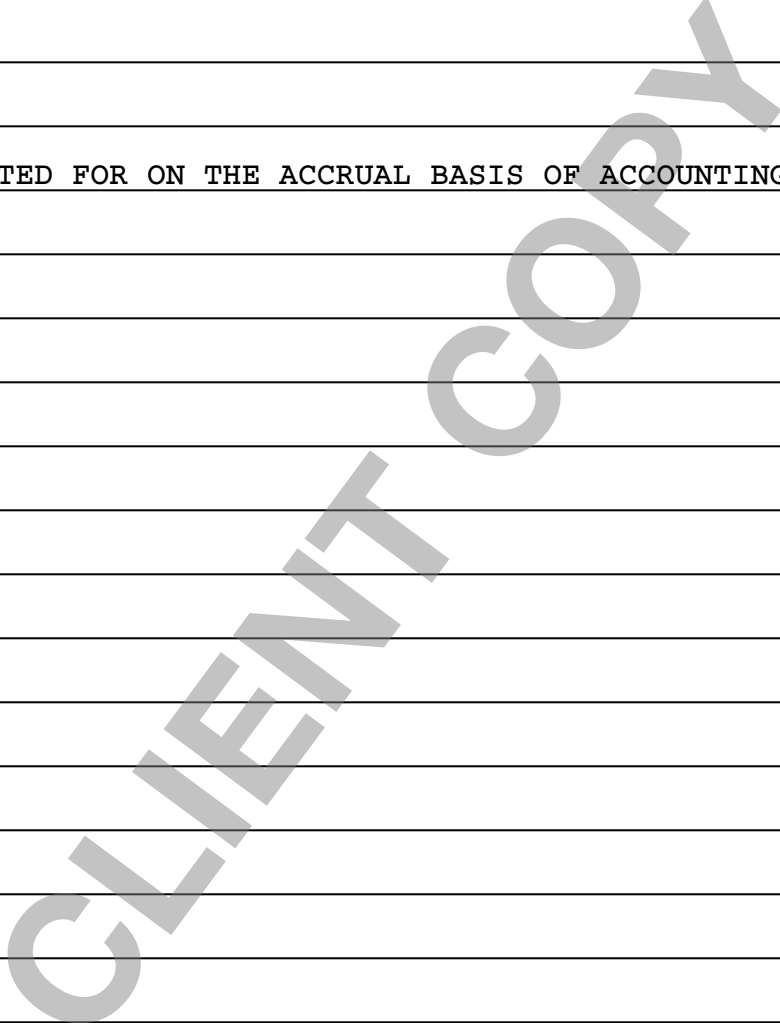 TED FOR ON THE ACCRUAL BASIS OF ACCOUNTING
CLIENT COPY